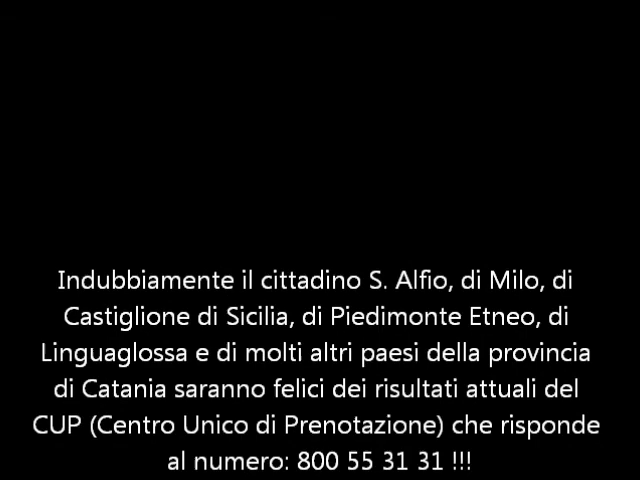 Indubbiamente il cittadino S. Alfio, di Milo, di
Castiglione di Sicilia, di Piedimonte Etneo, di
Linguaglossa e di molti altri paesi della provincia
di Catania saranno felici dei risultati attuali del
CUP (Centro Unico di Prenotazione) che risponde
al numero: 800 55 31 31 !!!